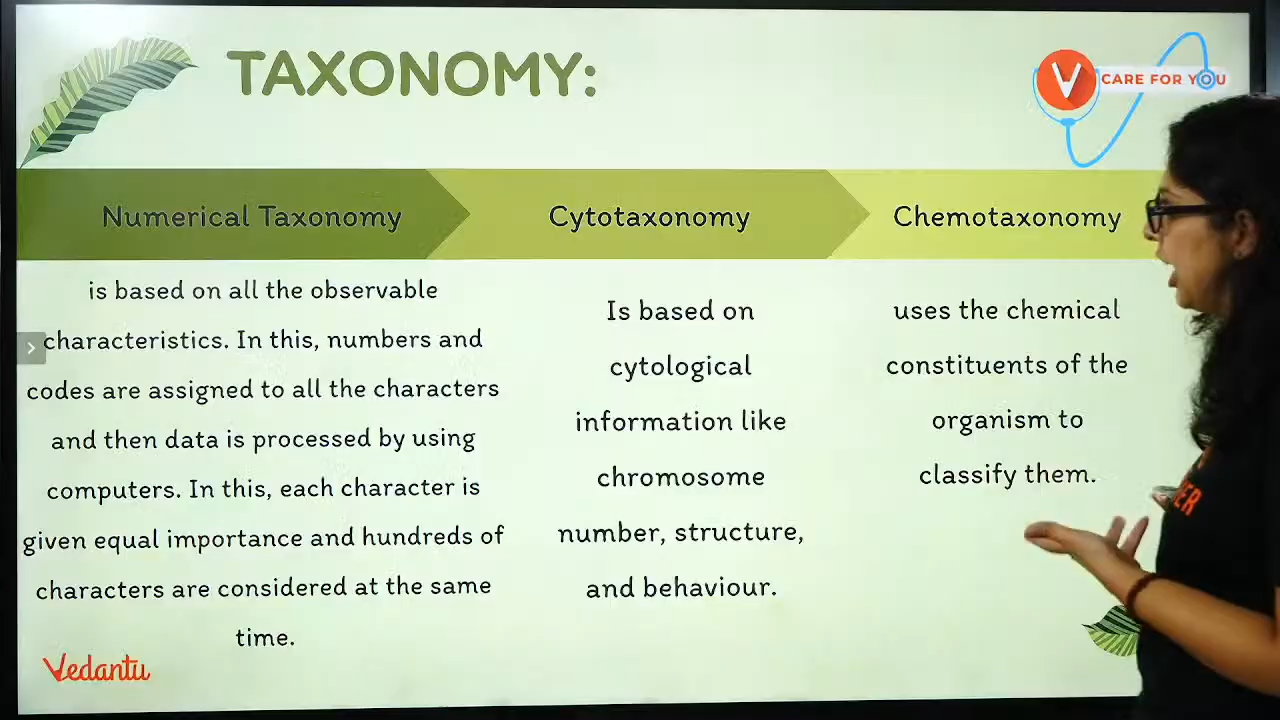 TAXONOMY:
CARE FOR YOU
Numerical Taxonomy
Cytotaxonomy
Chemotaxonomy
is based on all the observable
characteristics. In this, numbers and
codes are assigned to all the characters
and then data is processed by using
computers. In this, each character is
given equal importance and hundreds of
characters are considered at the same
time.
Is based on
cytological
information like
chromosome
number, structure,
and behaviour.
uses the chemical
constituents of the
organism to
classify them.
Vedantu